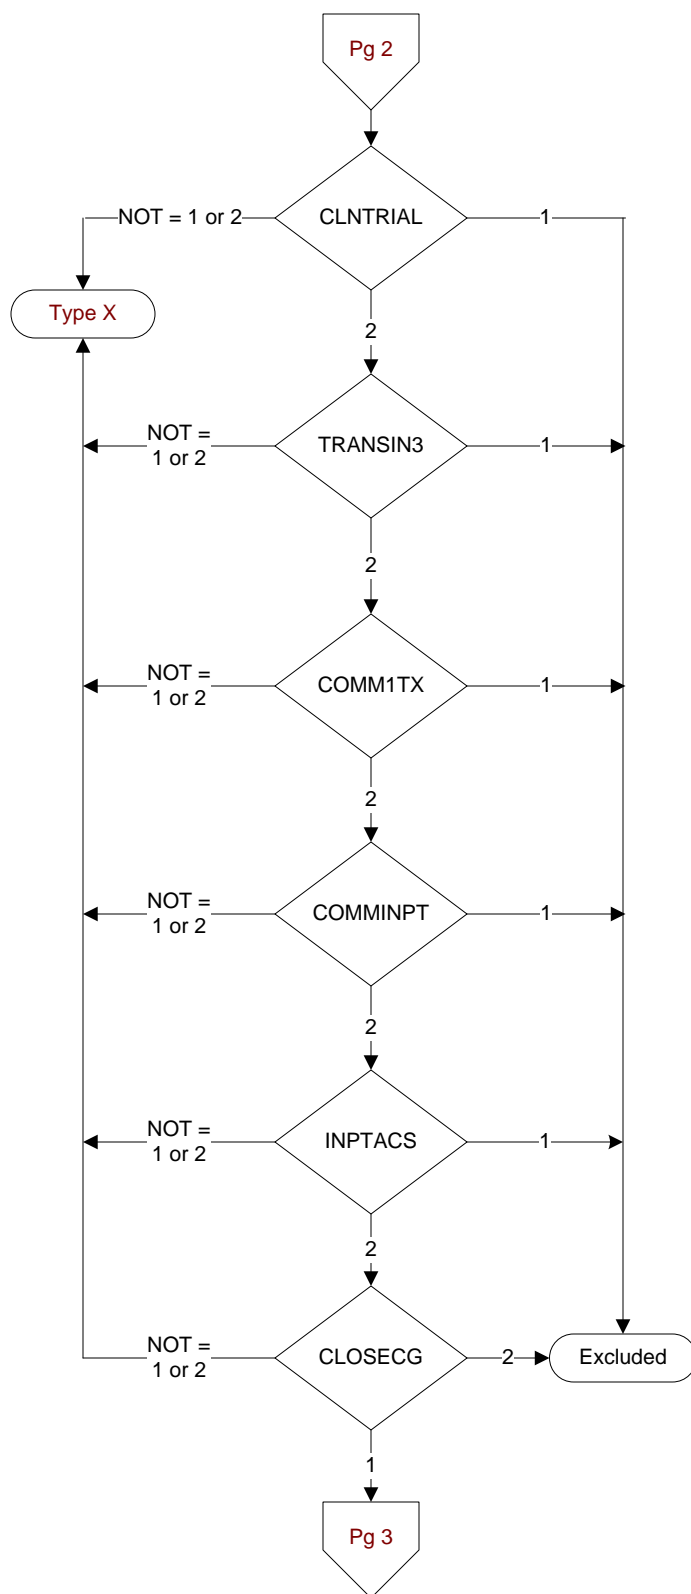 Pg 2
CLNTRIAL
NOT = 1 or 2
1
Type X
2
TRANSIN3
NOT =
1 or 2
1
2
COMM1TX
NOT =
1 or 2
1
2
COMMINPT
NOT =
1 or 2
1
2
INPTACS
NOT =
1 or 2
1
2
CLOSECG
NOT =
1 or 2
2
Excluded
1
Pg 3